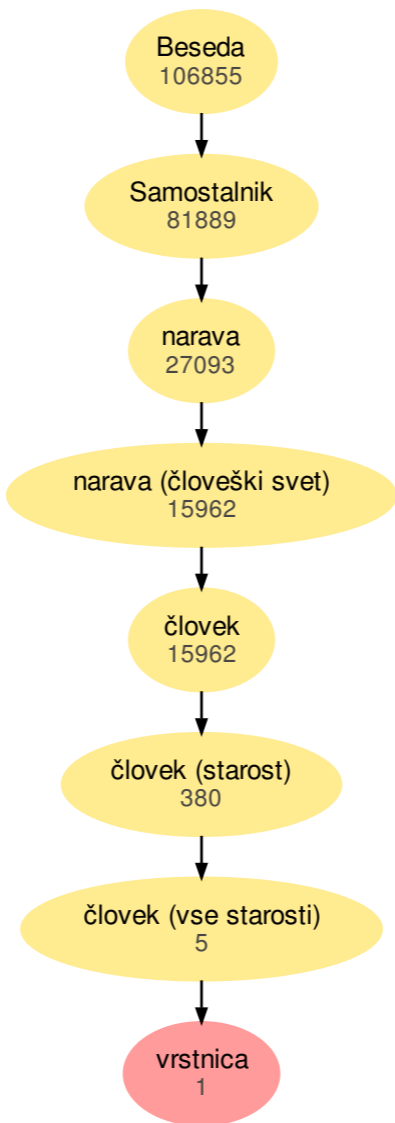 Beseda
106855
Samostalnik
81889
narava
27093
narava (človeški svet)
15962
človek
15962
človek (starost)
380
človek (vse starosti)
5
vrstnica
1